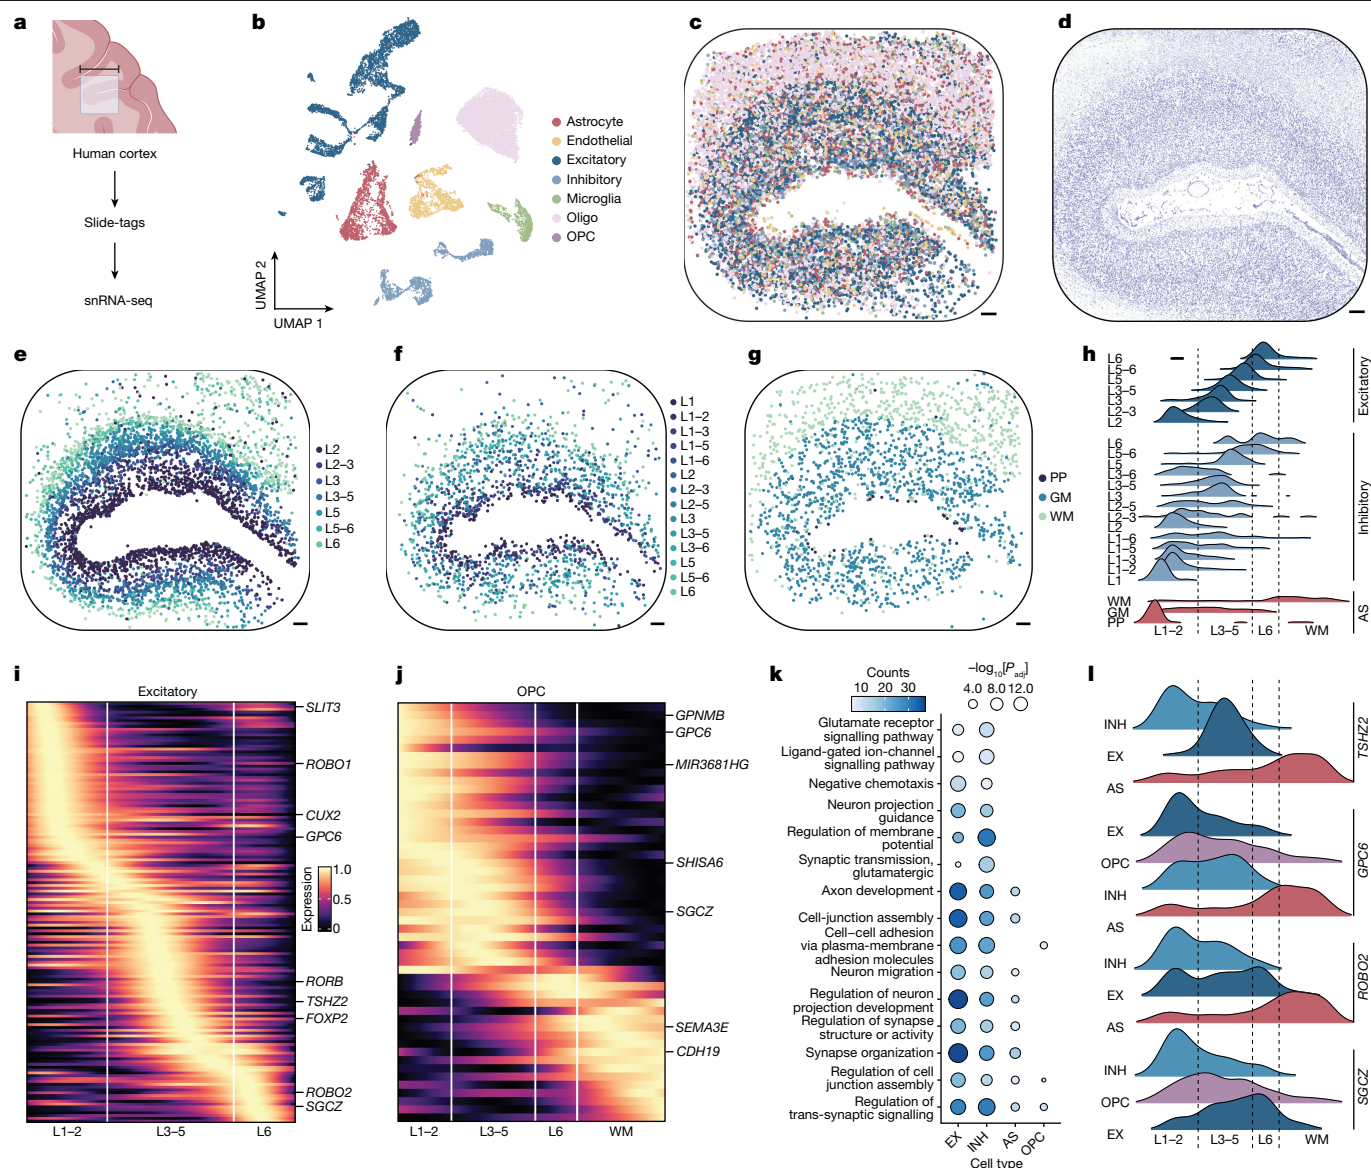 a
Human cortex
Slide-tags
snRNA-seq
b
UMAP 2
UMAP 1
Astrocyte
Endothelial
Excitatory
Inhibitory
Microglia
Oligo
OPC
c
d
e
L2
L2–3
L3
L3–5
L5
L5–6
L6
f
L1
L1–2
L1–3
L1–5
L1–6
L2
L2–3
L2–5
L3
L3–5
L3–6
L5
L5–6
L6
g
PP
GM
WM
h
L6
L5–6
L5
L3–5
L3
L2–3
L2
Excitatory
L6
L5–6
L5
L3–6
L3–5
L3
L2–5
L2–3
L2
L1–6
L1–5
L1–3
L1–2
L1
Inhibitory
WM
GM
PP
AS
L1–2 L3–5 L6 WM
i
Excitatory
SLIT3
ROBO1
CUX2
GPC6
RORB
TSHZ2
FOXP2
ROBO2
SGCZ
Expression
1.0
0.5
0
L1–2 L3–5 L6
j
OPC
GPNMB
GPC6
MIR3681HG
SHISA6
SGCZ
SEMA3E
CDH19
L1–2 L3–5 L6 WM
k
Counts
10 20 30
–log10[Padj]
4.0 8.0 12.0
Glutamate receptor
signalling pathway
Ligand-gated ion-channel
signalling pathway
Negative chemotaxis
Neuron projection
guidance
Regulation of membrane
potential
Synaptic transmission,
glutamatergic
Axon development
Cell-junction assembly
Cell–cell adhesion
via plasma-membrane
adhesion molecules
Neuron migration
Regulation of neuron
projection development
Regulation of synapse
structure or activity
Synapse organization
Regulation of cell
junction assembly
Regulation of
trans-synaptic signalling
EX INH AS OPC
Cell type
l
INH
EX
AS
TSHZ2
EX
OPC
INH
AS
GPC6
INH
EX
AS
ROBO2
INH
OPC
EX
SGCZ
L1–2 L3–5 L6 WM